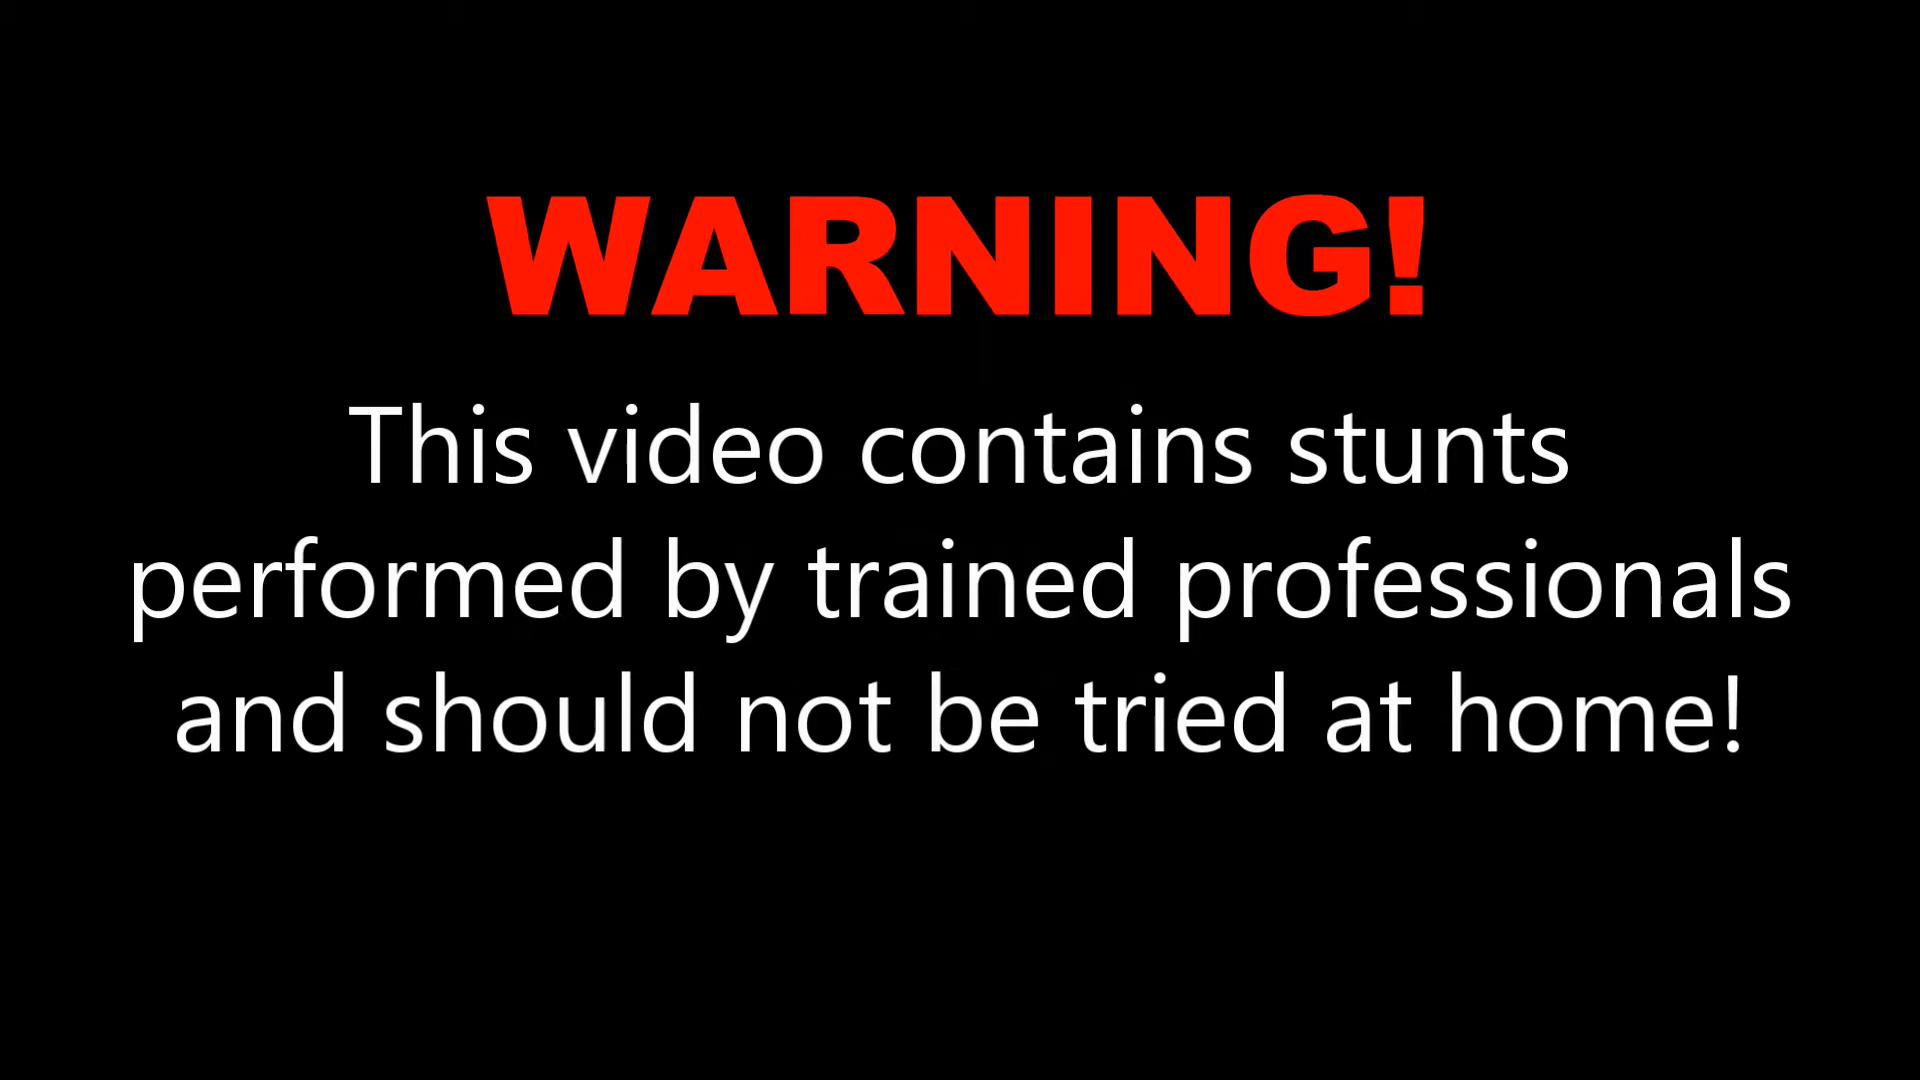 WARNING!
This video contains stunts
performed by trained professionals
and should not be tried at home!